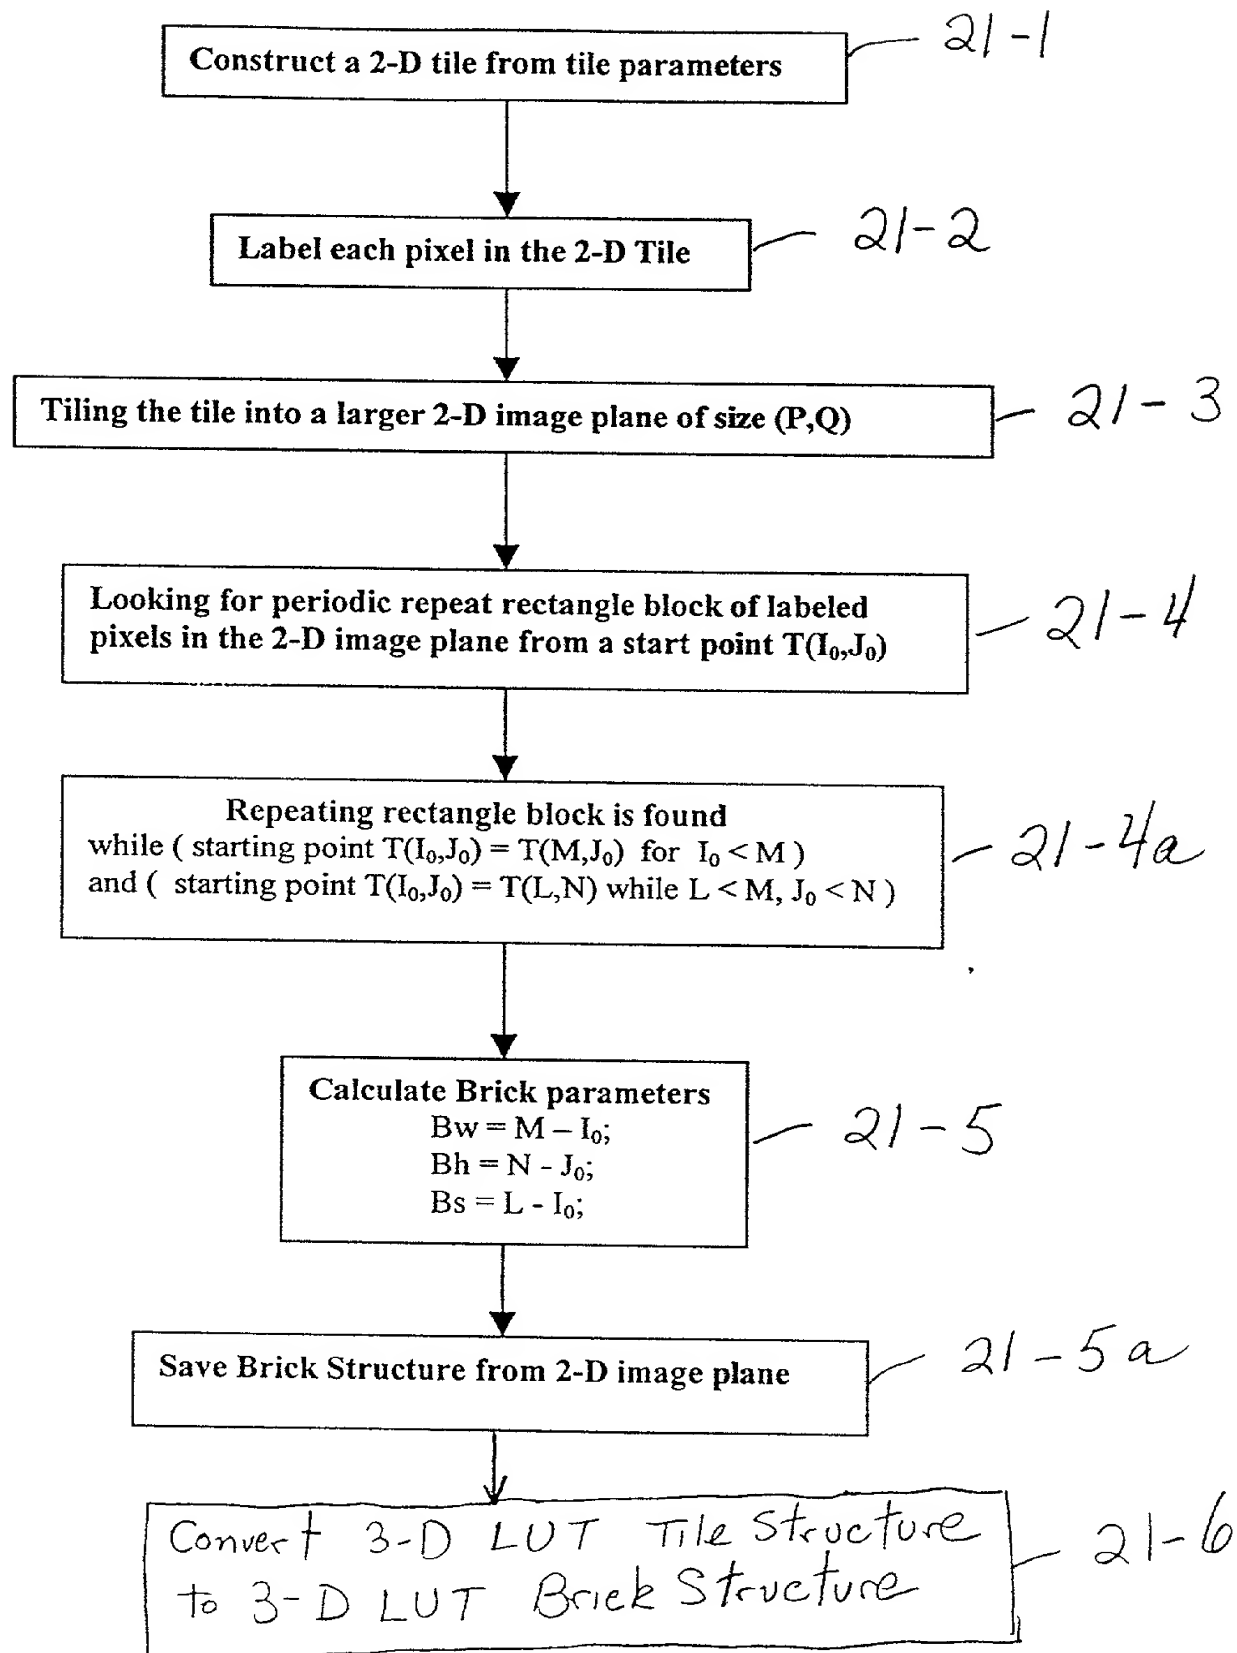 Construct a 2-D tile from tile parameters
21-1
Label each pixel in the 2-D Tile
21-2
Tiling the tile into a larger 2-D image plane of size (P,Q)
21-3
Looking for periodic repeat rectangle block of labeled
pixels in the 2-D image plane from a start point T(I₀,J₀)
21-4
Repeating rectangle block is found
while ( starting point T(I₀,J₀) = T(M,J₀) for I₀ < M )
and ( starting point T(I₀,J₀) = T(L,N) while L < M, J₀ < N )
21-4a
Calculate Brick parameters
Bw = M – I₀;
Bh = N - J₀;
Bs = L - I₀;
21-5
Save Brick Structure from 2-D image plane
21-5a
Convert 3-D LUT Tile Structure
to 3-D LUT Brick Structure
21-6